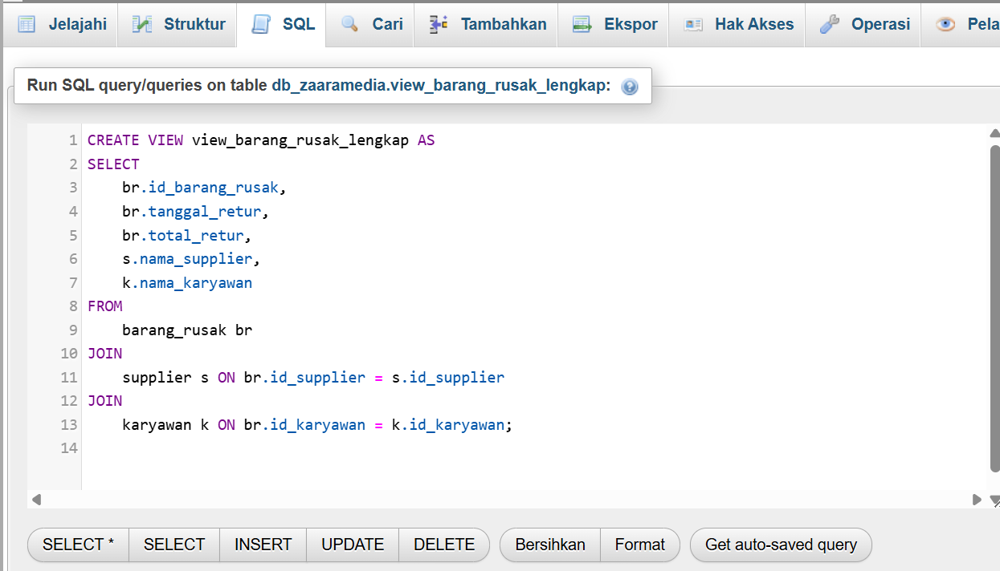 Jelajahi Struktur SQL Cari Tambahkan Ekspor Hak Akses Operasi Pela
Run SQL query/queries on table db_zaaramedia.view_barang_rusak_lengkap:
1 CREATE VIEW view_barang_rusak_lengkap AS
2 SELECT
3 br.id_barang_rusak,
4 br.tanggal_retur,
5 br.total_retur,
6 s.nama_supplier,
7 k.nama_karyawan
8 FROM
9 barang_rusak br
10 JOIN
11 supplier s ON br.id_supplier = s.id_supplier
12 JOIN
13 karyawan k ON br.id_karyawan = k.id_karyawan;
14
SELECT * SELECT INSERT UPDATE DELETE Bersihkan Format Get auto-saved query